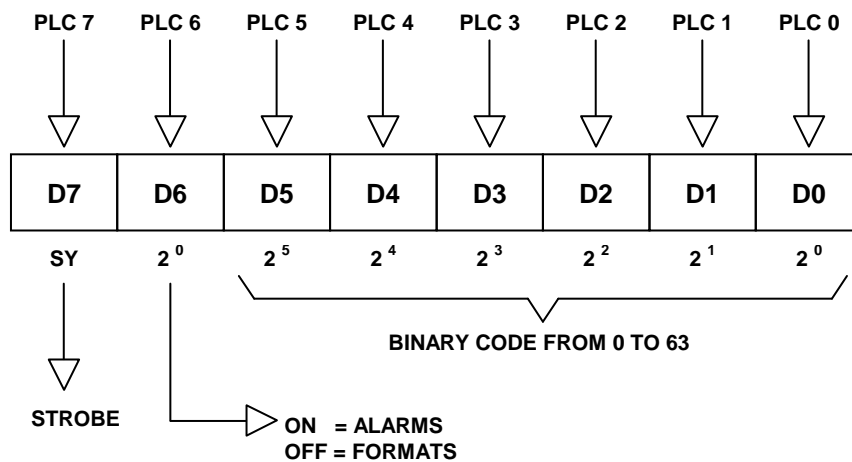 PLC 7 PLC 6 PLC 5 PLC 4 PLC 3 PLC 2 PLC 1 PLC 0
D7 D6 D5 D4 D3 D2 D1 D0
SY 2⁰ 2⁵ 2⁴ 2³ 2² 2¹ 2⁰
BINARY CODE FROM 0 TO 63
STROBE
ON = ALARMS
OFF = FORMATS